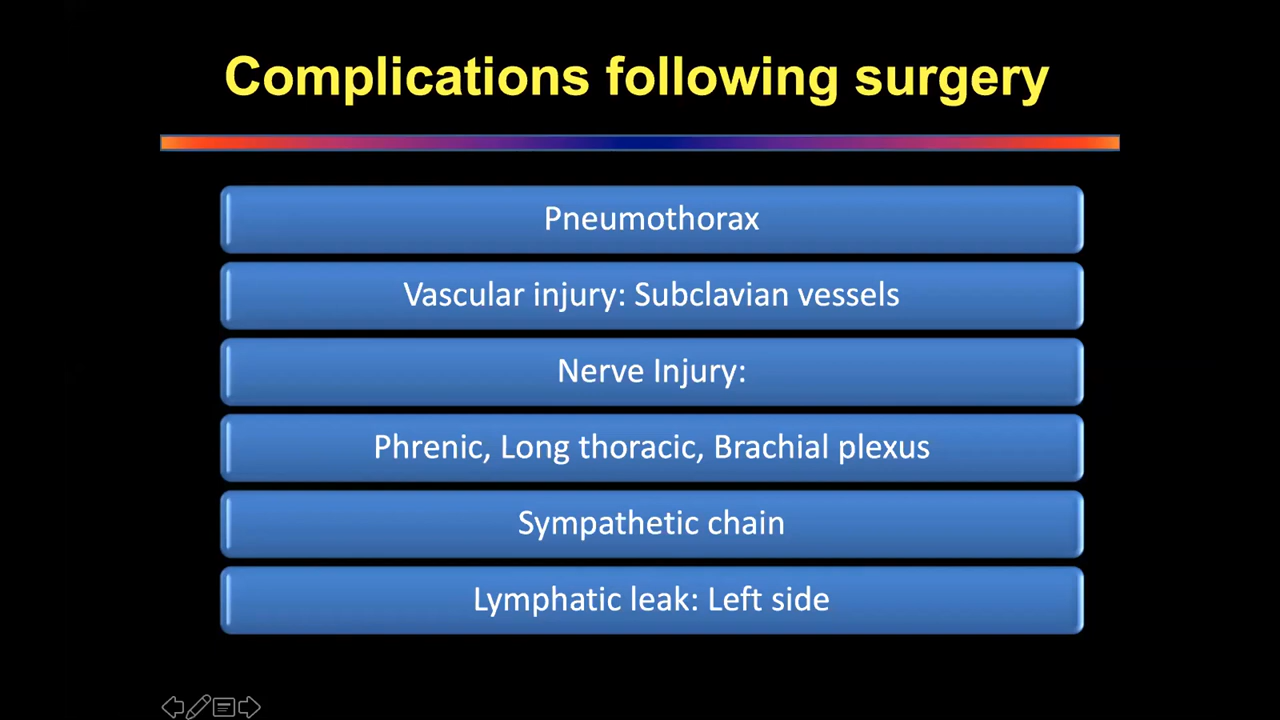 Complications following surgery
Pneumothorax
Vascular injury: Subclavian vessels
Nerve Injury:
Phrenic, Long thoracic, Brachial plexus
Sympathetic chain
Lymphatic leak: Left side